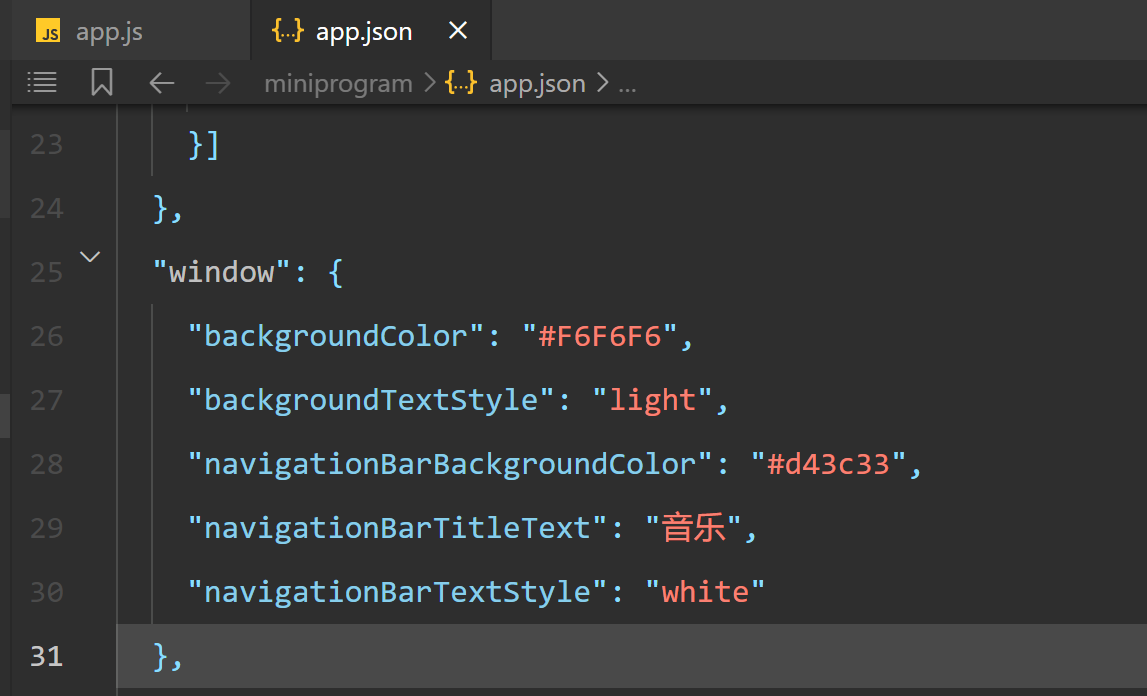 JS app.js {...} app.json ×
miniprogram > {...} app.json > ...
23 }]
24 },
25 "window": {
26 "backgroundColor": "#F6F6F6",
27 "backgroundTextStyle": "light",
28 "navigationBarBackgroundColor": "#d43c33",
29 "navigationBarTitleText": "音乐",
30 "navigationBarTextStyle": "white"
31 },